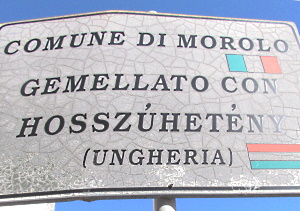 COMUNE DI MOROLO
GEMELLATO CON
HOSSZÚHETÉNY
(UNGHERIA)